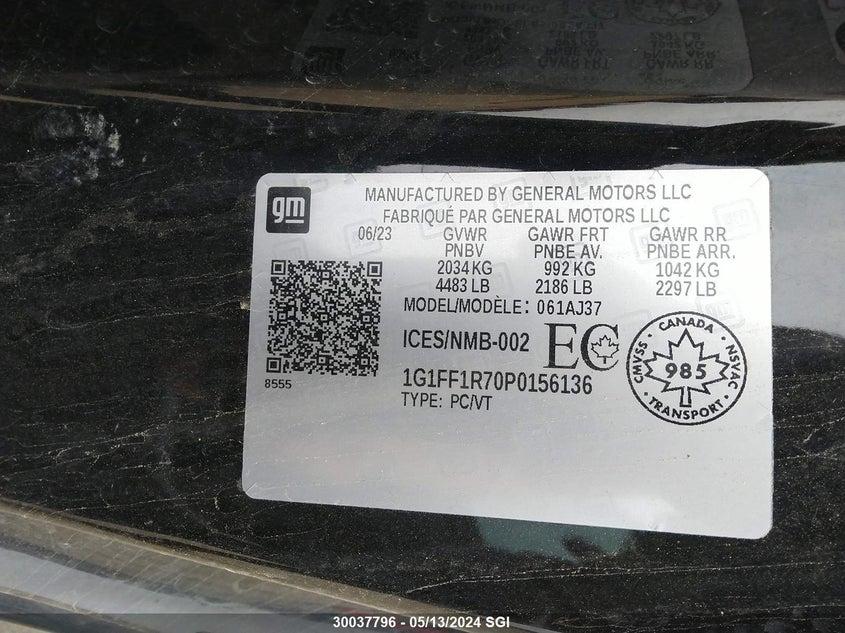 gm
MANUFACTURED BY GENERAL MOTORS LLC
FABRIQUÉ PAR GENERAL MOTORS LLC
06/23 GVWR GAWR FRT GAWR RR
PNBV PNBE AV. PNBE ARR.
2034 KG 992 KG 1042 KG
4483 LB 2186 LB 2297 LB
MODEL/MODÈLE: 061AJ37
ICES/NMB-002 EC
CANADA
CMVSS 985 NSVAC
TRANSPORT
8555
1G1FF1R70P0156136
TYPE: PC/VT
30037796 - 05/13/2024 SGI